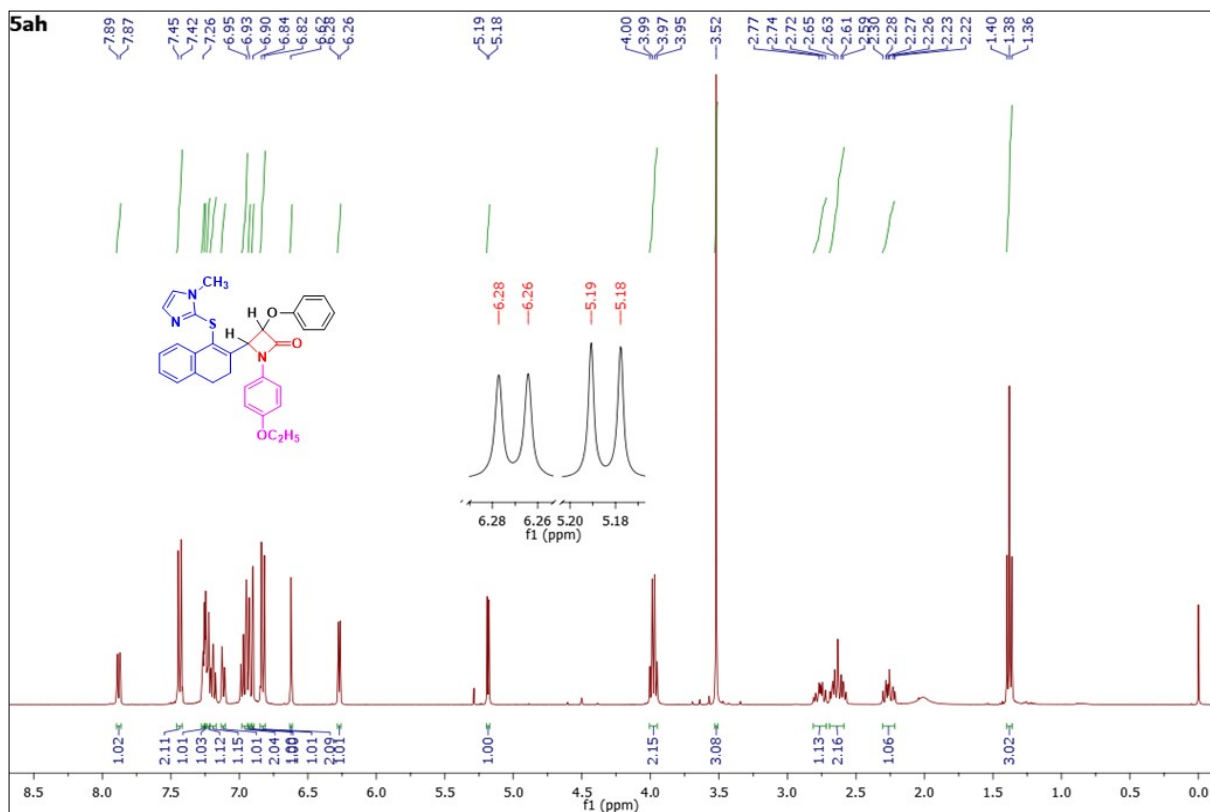 5ah
7.89 7.87 7.45 7.42 7.26 6.95 6.93 6.90 6.84 6.82 6.62 6.28 6.26 5.19 5.18 4.00 3.99 3.97 3.95 3.52 2.77 2.74 2.72 2.65 2.63 2.61 2.59 2.30 2.28 2.27 2.26 2.22 1.40 1.38 1.36
6.28 6.26 5.19 5.18
CH₃
N
N
S
H
H
O
O
N
OC₂H₅
6.28 6.26 5.20 5.18
f1 (ppm)
1.02 2.11 1.01 1.03 1.12 1.15 1.01 2.04 1.00 1.01 2.09 1.01 1.00 2.15 3.08 1.13 2.16 1.06 3.02
8.5 8.0 7.5 7.0 6.5 6.0 5.5 5.0 4.5 4.0 3.5 3.0 2.5 2.0 1.5 1.0 0.5 0.0
f1 (ppm)